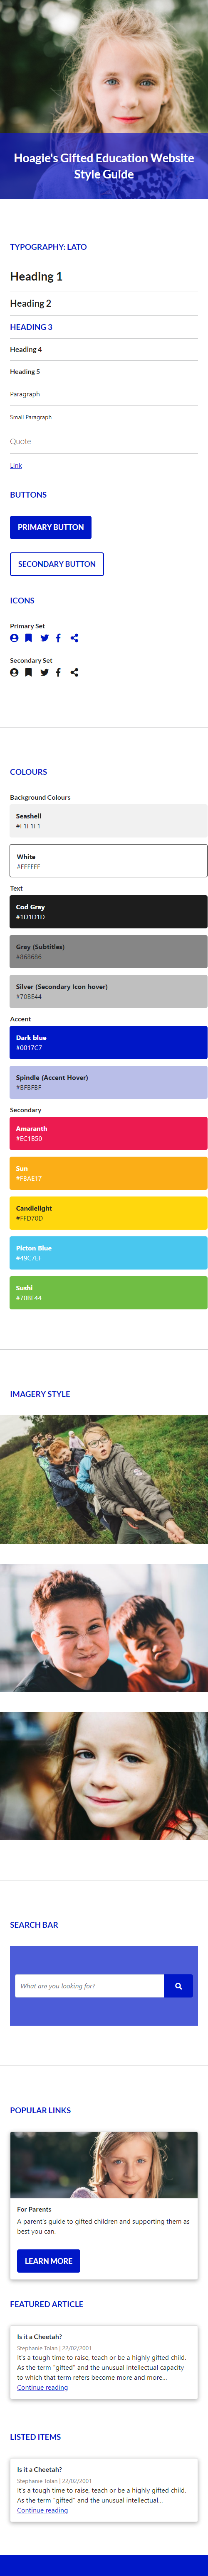 Hoagie's Gifted Education Website
Style Guide
TYPOGRAPHY: LATO
Heading 1
Heading 2
HEADING 3
Heading 4
Heading 5
Paragraph
Small Paragraph
Quote
Link
BUTTONS
PRIMARY BUTTON
SECONDARY BUTTON
ICONS
Primary Set
Secondary Set
COLOURS
Background Colours
Seashell
#F1F1F1
White
#FFFFFF
Text
Cod Gray
#1D1D1D
Gray (Subtitles)
#868686
Silver (Secondary Icon hover)
#70BE44
Accent
Dark blue
#0017C7
Spindle (Accent Hover)
#BFBFBF
Secondary
Amaranth
#EC1B50
Sun
#FBAE17
Candlelight
#FFD70D
Picton Blue
#49C7EF
Sushi
#70BE44
IMAGERY STYLE
SEARCH BAR
What are you looking for?
POPULAR LINKS
For Parents
A parent's guide to gifted children and supporting them as
best you can.
LEARN MORE
FEATURED ARTICLE
Is it a Cheetah?
Stephanie Tolan | 22/02/2001
It's a tough time to raise, teach or be a highly gifted child.
As the term "gifted" and the unusual intellectual capacity
to which that term refers become more and more...
Continue reading
LISTED ITEMS
Is it a Cheetah?
Stephanie Tolan | 22/02/2001
It's a tough time to raise, teach or be a highly gifted child.
As the term "gifted" and the unusual intellectual...
Continue reading